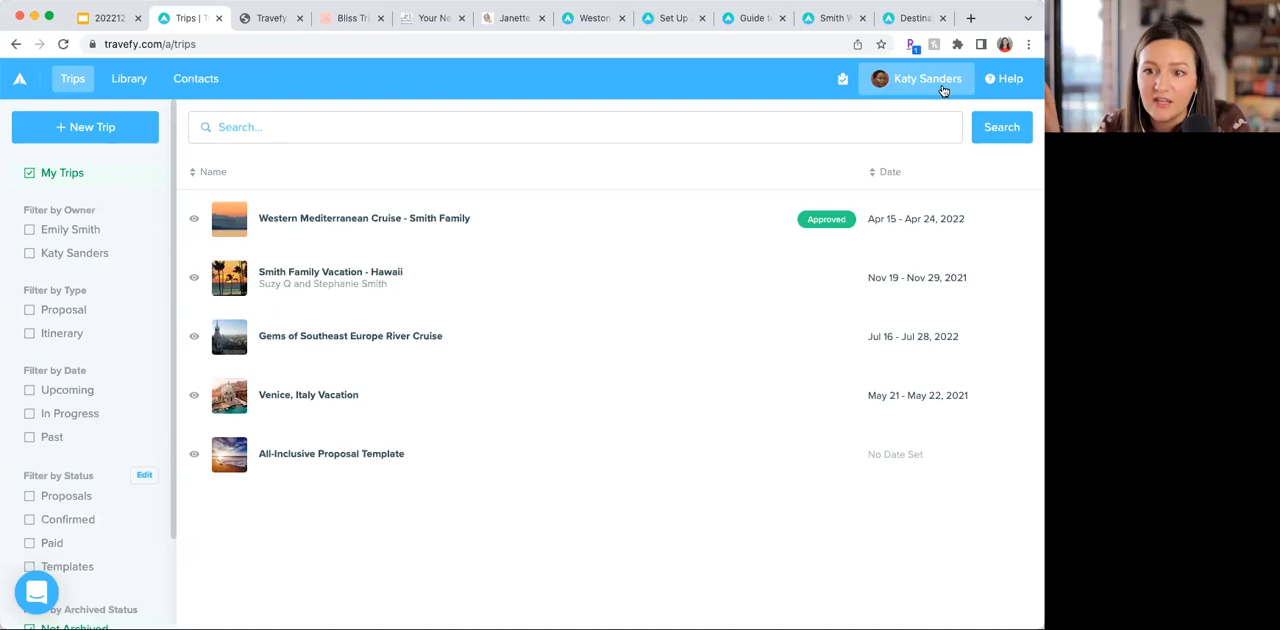 202212
Trips | T
Travefy
Bliss Tri
Your Ne
Janette
Weston
Set Up
Guide t
Smith W
Destina
travefy.com/a/trips
1
Trips
Library
Contacts
Katy Sanders
Help
+ New Trip
Search...
Search
My Trips
Name
Date
Filter by Owner
Emily Smith
Katy Sanders
Western Mediterranean Cruise - Smith Family
Approved
Apr 15 - Apr 24, 2022
Smith Family Vacation - Hawaii
Suzy Q and Stephanie Smith
Nov 19 - Nov 29, 2021
Filter by Type
Proposal
Itinerary
Gems of Southeast Europe River Cruise
Jul 16 - Jul 28, 2022
Filter by Date
Upcoming
In Progress
Past
Venice, Italy Vacation
May 21 - May 22, 2021
All-Inclusive Proposal Template
No Date Set
Filter by Status
Edit
Proposals
Confirmed
Paid
Templates
by Archived Status
Not Archived